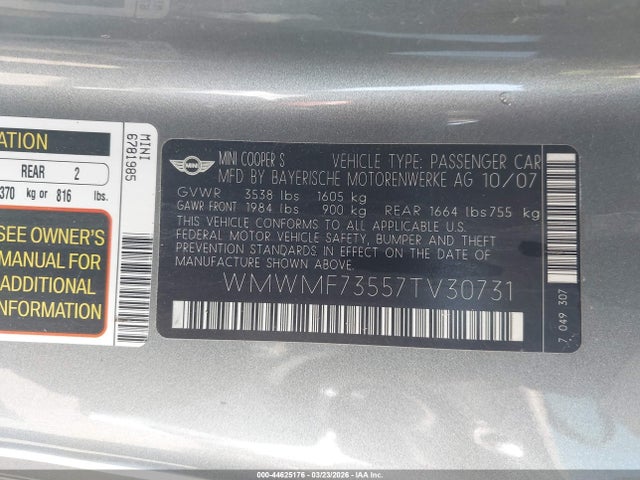 ATION
REAR 2
370 kg or 816 lbs.
SEE OWNER'S
MANUAL FOR
ADDITIONAL
INFORMATION
MINI
6781985
MINI
MINI COOPER S VEHICLE TYPE: PASSENGER CAR
MFD BY BAYERISCHE MOTORENWERKE AG 10/07
GVWR 3538 lbs 1605 kg
GAWR FRONT 1984 lbs 900 kg REAR 1664 lbs 755 kg
THIS VEHICLE CONFORMS TO ALL APPLICABLE U.S.
FEDERAL MOTOR VEHICLE SAFETY, BUMPER AND THEFT
PREVENTION STANDARDS IN EFFECT ON THE DATE OF
MANUFACTURE SHOWN ABOVE.
WMWMF73557TV30731
7 049 307
000-44625176 - 03/23/2026 - IAAI.COM